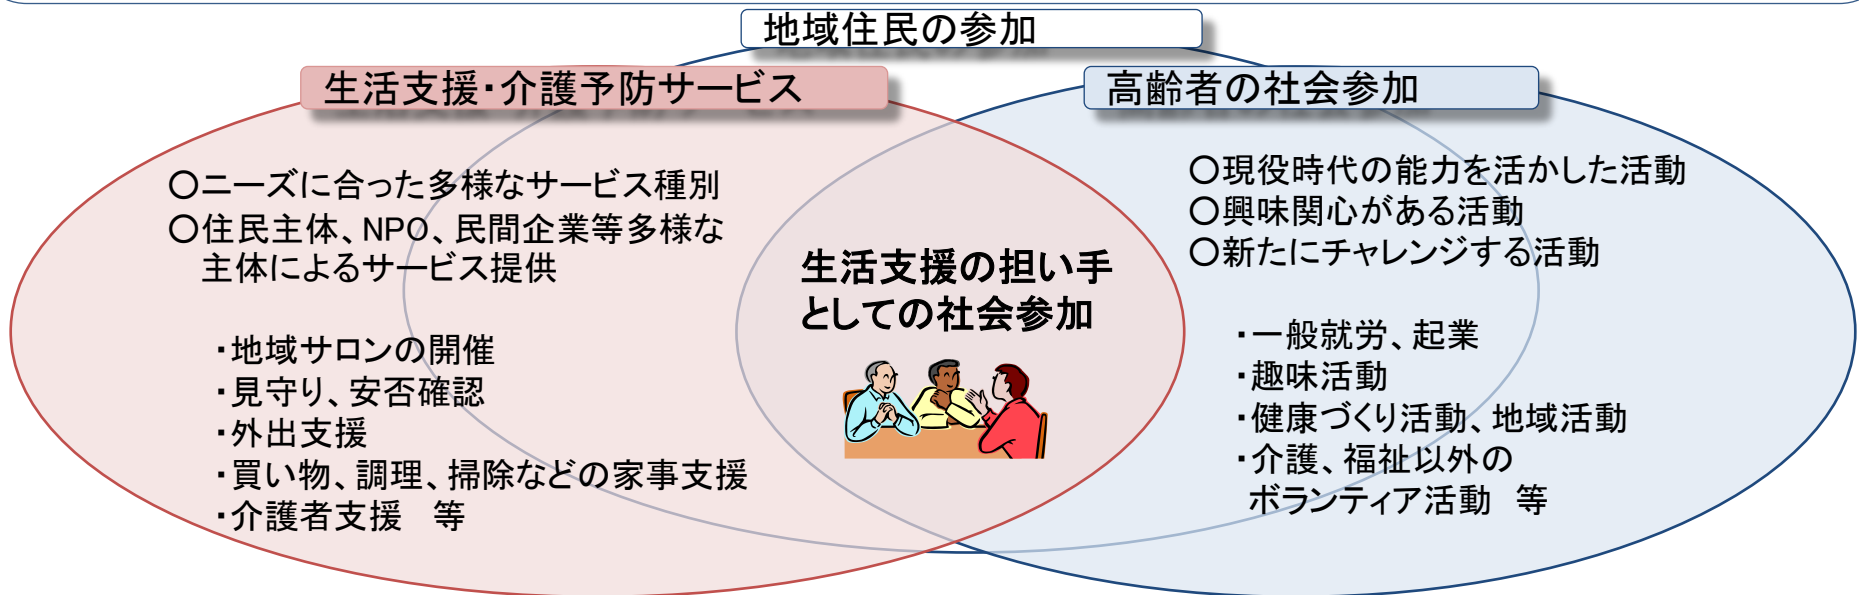 地域住民の参加
生活支援・介護予防サービス
○ニーズに合った多様なサービス種別
○住民主体、NPO、民間企業等多様な
主体によるサービス提供
・地域サロンの開催
・見守り、安否確認
・外出支援
・買い物、調理、掃除などの家事支援
・介護者支援　等
生活支援の担い手
としての社会参加
高齢者の社会参加
○現役時代の能力を活かした活動
○興味関心がある活動
○新たにチャレンジする活動
・一般就労、起業
・趣味活動
・健康づくり活動、地域活動
・介護、福祉以外の
ボランティア活動　等